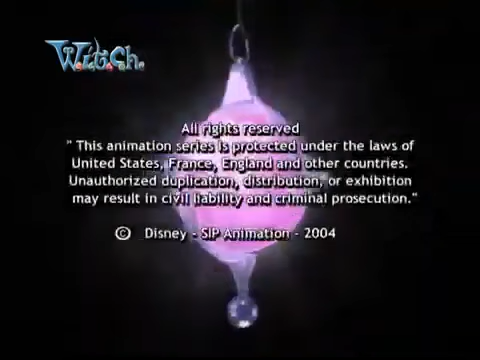 W.i.t.c.h.
All rights reserved
" This animation series is protected under the laws of
United States, France, England and other countries.
Unauthorized duplication, distribution, or exhibition
may result in civil liability and criminal prosecution."
© Disney - SIP Animation - 2004